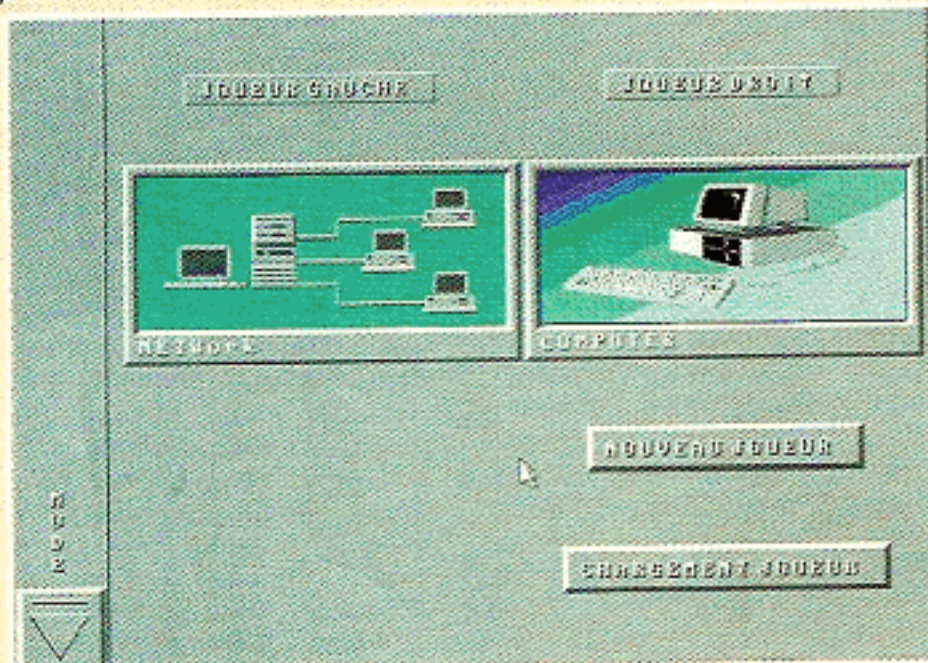 JOUEUR GAUCHE
JOUEUR DROIT
NETWORK
COMPUTER
NOUVEAU JOUEUR
CHARGEMENT JOUEUR
MODE